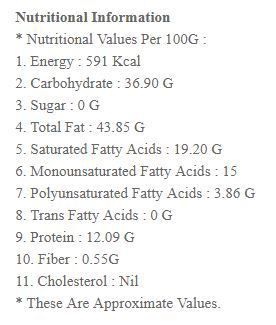 Nutritional Information
* Nutritional Values Per 100G :
1. Energy : 591 Kcal
2. Carbohydrate : 36.90 G
3. Sugar : 0 G
4. Total Fat : 43.85 G
5. Saturated Fatty Acids : 19.20 G
6. Monounsaturated Fatty Acids : 15
7. Polyunsaturated Fatty Acids : 3.86 G
8. Trans Fatty Acids : 0 G
9. Protein : 12.09 G
10. Fiber : 0.55G
11. Cholesterol : Nil
* These Are Approximate Values.